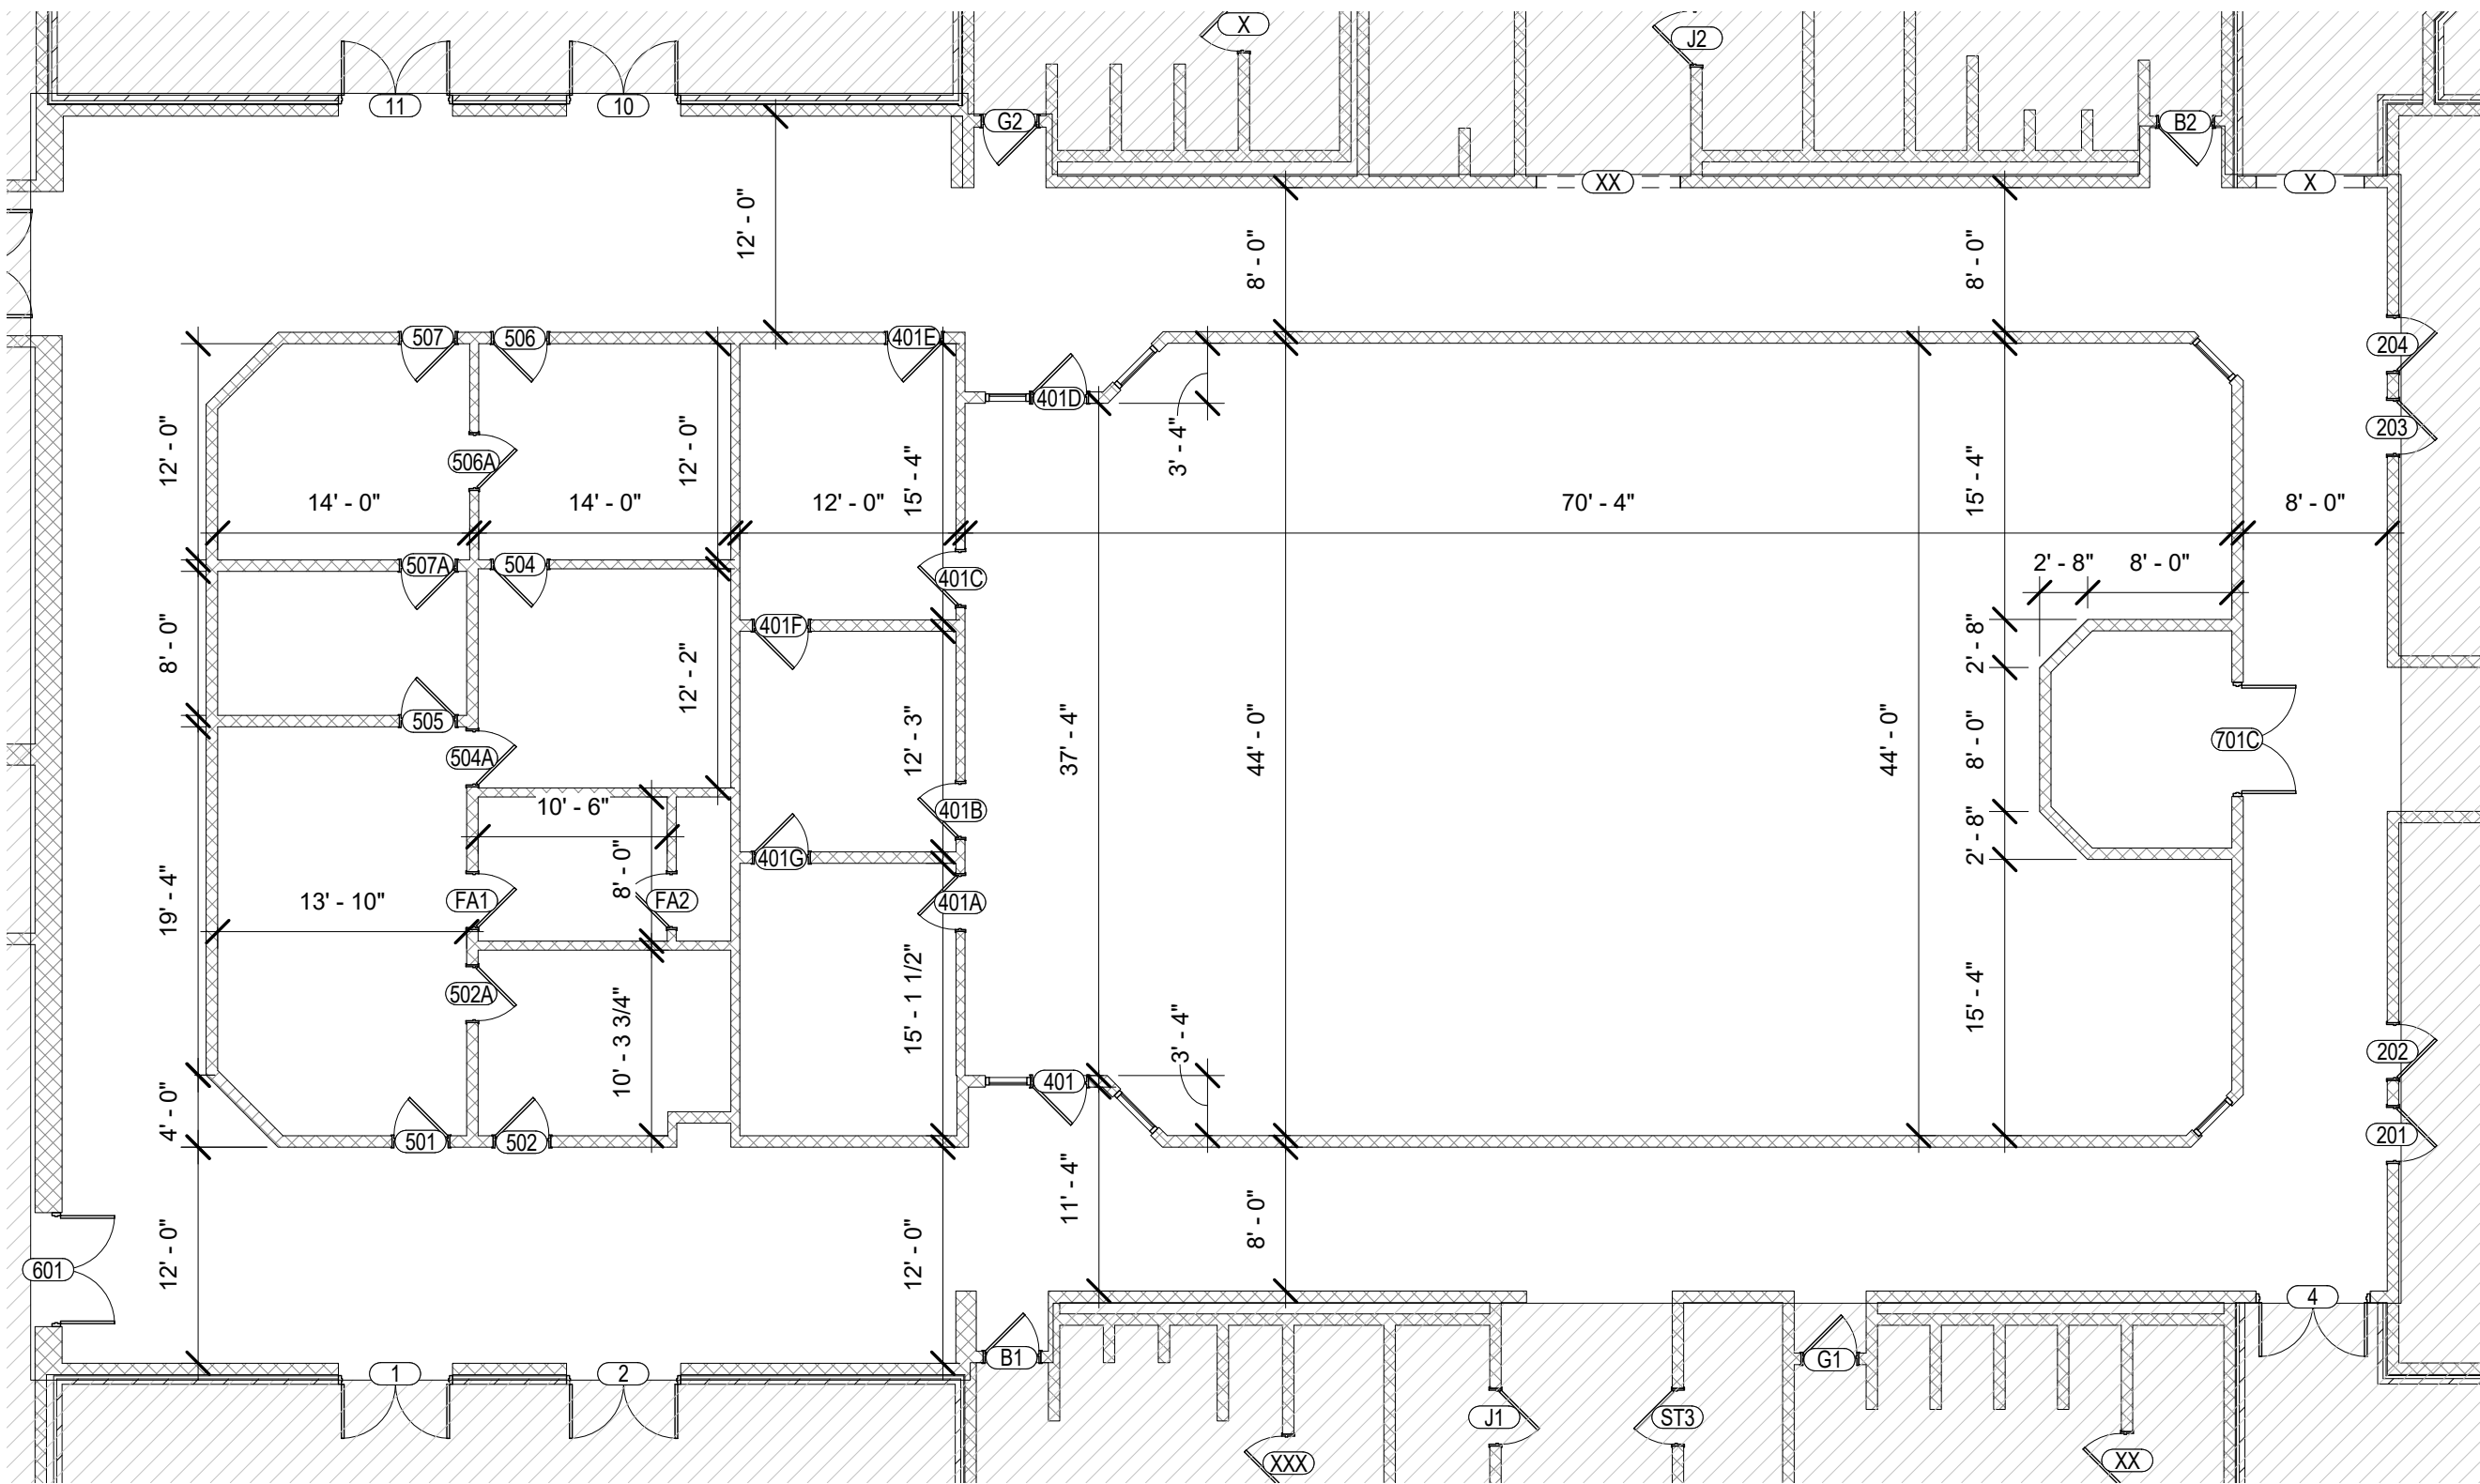 X
J2
11
10
G2
B2
XX
X
12' - 0"
8' - 0"
8' - 0"
507
506
401E
204
401D
203
12' - 0"
12' - 0"
15' - 4"
3' - 4"
15' - 4"
506A
14' - 0"
14' - 0"
12' - 0"
70' - 4"
8' - 0"
507A
504
401C
2' - 8"
8' - 0"
401F
8' - 0"
12' - 2"
2' - 8"
505
504A
12' - 3"
37' - 4"
44' - 0"
44' - 0"
8' - 0"
701C
10' - 6"
401B
2' - 8"
401G
8' - 0"
19' - 4"
13' - 10"
FA1
FA2
401A
502A
10' - 3 3/4"
15' - 1 1/2"
3' - 4"
15' - 4"
202
401
4' - 0"
501
502
201
11' - 4"
8' - 0"
12' - 0"
12' - 0"
601
4
1
2
B1
G1
J1
ST3
XXX
XX